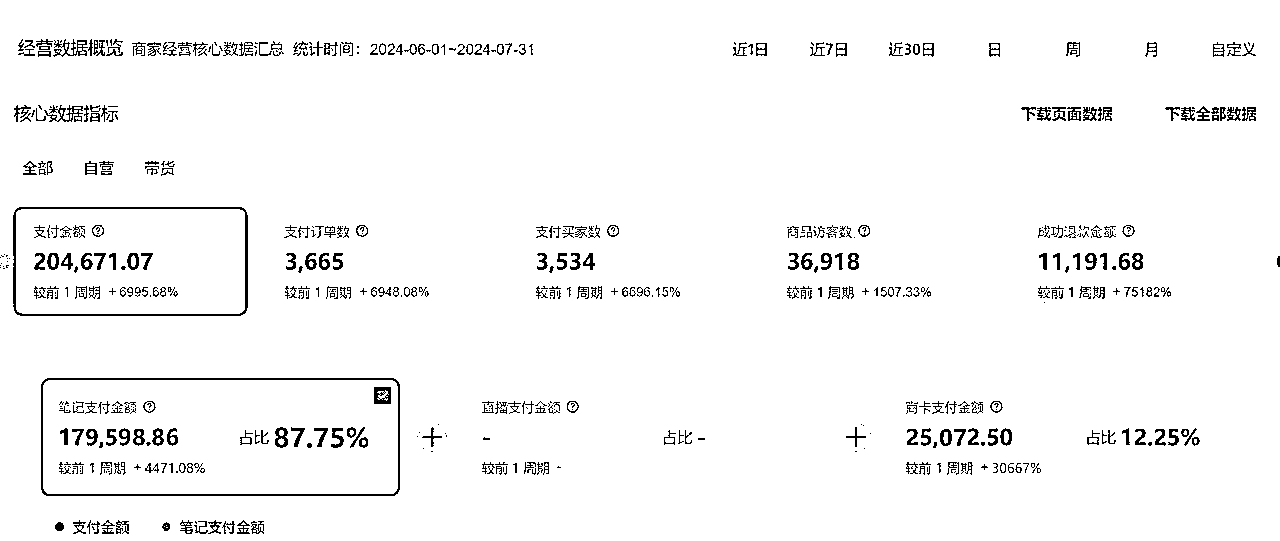 经营数据概览 商家经营核心数据汇总 统计时间：2024-06-01~2024-07-31 近1日 近7日 近30日 日 周 月 自定义
核心数据指标 下载页面数据 下载全部数据
全部 自营 带货
支付金额 支付订单数 支付买家数 商品访客数 成功退款金额
204,671.07 3,665 3,534 36,918 11,191.68
较前 1 周期 +6995.68% 较前 1 周期 +6948.08% 较前 1 周期 +6696.15% 较前 1 周期 +1507.33% 较前 1 周期 +75182%
笔记支付金额 直播支付金额 商卡支付金额
179,598.86 占比 87.75% + - 占比 - + 25,072.50 占比 12.25%
较前 1 周期 +4471.08% 较前 1 周期 - 较前 1 周期 +30667%
支付金额 笔记支付金额